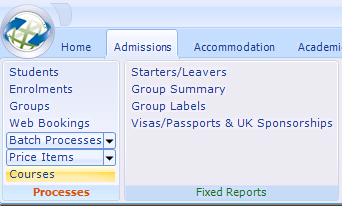 Home Admissions Accommodation Academi
Students
Enrolments
Groups
Web Bookings
Batch Processes
Price Items
Courses
Processes
Starters/Leavers
Group Summary
Group Labels
Visas/Passports & UK Sponsorships
Fixed Reports